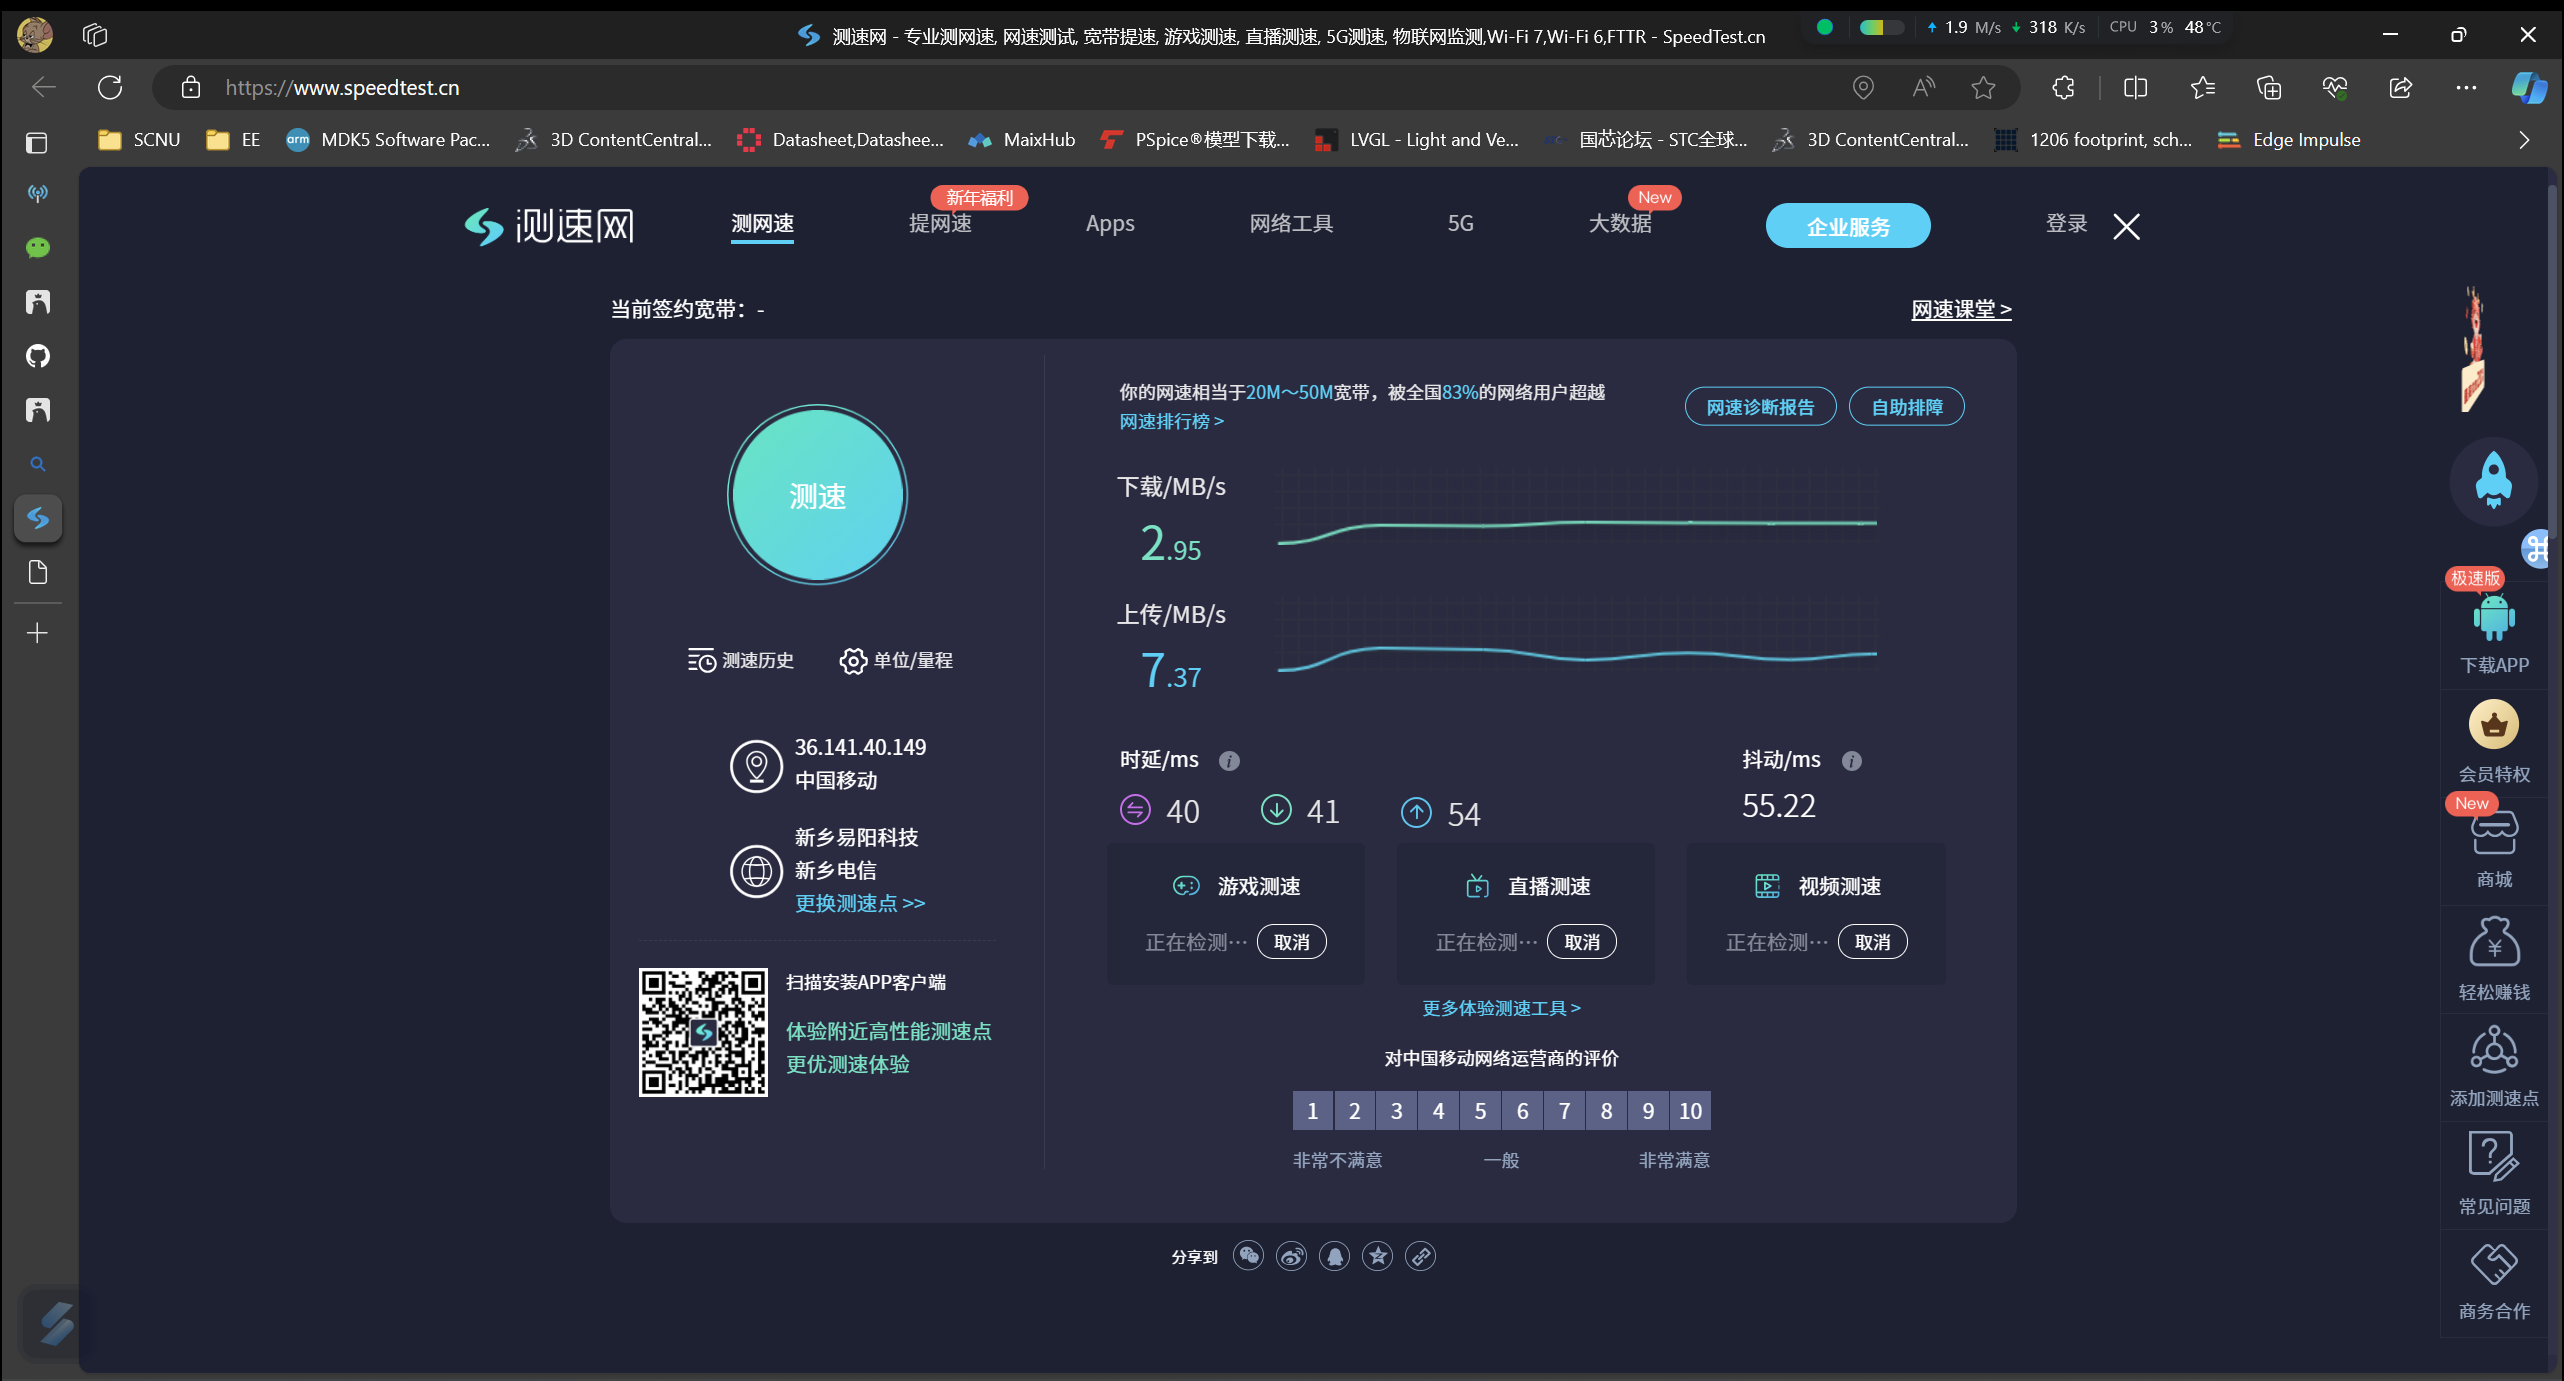 测速网 - 专业测网速, 网速测试, 宽带提速, 游戏测速, 直播测速, 5G测速, 物联网监测,Wi-Fi 7,Wi-Fi 6,FTTR - SpeedTest.cn
1.9 M/s 318 K/s CPU 3% 48°C
https://www.speedtest.cn
SCNU
EE
arm
MDK5 Software Pac...
3D ContentCentral...
Datasheet,Datashee...
MaixHub
PSpice®模型下载...
LVGL - Light and Ve...
国芯论坛 - STC全球...
3D ContentCentral...
1206 footprint, sch...
Edge Impulse
测速网
测网速
新年福利
提网速
Apps
网络工具
5G
New
大数据
企业服务
登录
当前签约宽带：-
网速课堂 >
测速
测速历史
单位/量程
36.141.40.149
中国移动
新乡易阳科技
新乡电信
更换测速点 >>
扫描安装APP客户端
体验附近高性能测速点
更优测速体验
你的网速相当于20M～50M宽带，被全国83%的网络用户超越
网速排行榜 >
网速诊断报告
自助排障
下载/MB/s
2.95
上传/MB/s
7.37
时延/ms
40
41
54
抖动/ms
55.22
游戏测速
正在检测···
取消
直播测速
正在检测···
取消
视频测速
正在检测···
取消
更多体验测速工具 >
对中国移动网络运营商的评价
1 2 3 4 5 6 7 8 9 10
非常不满意
一般
非常满意
分享到
极速版
下载APP
会员特权
New
商城
轻松赚钱
添加测速点
常见问题
商务合作